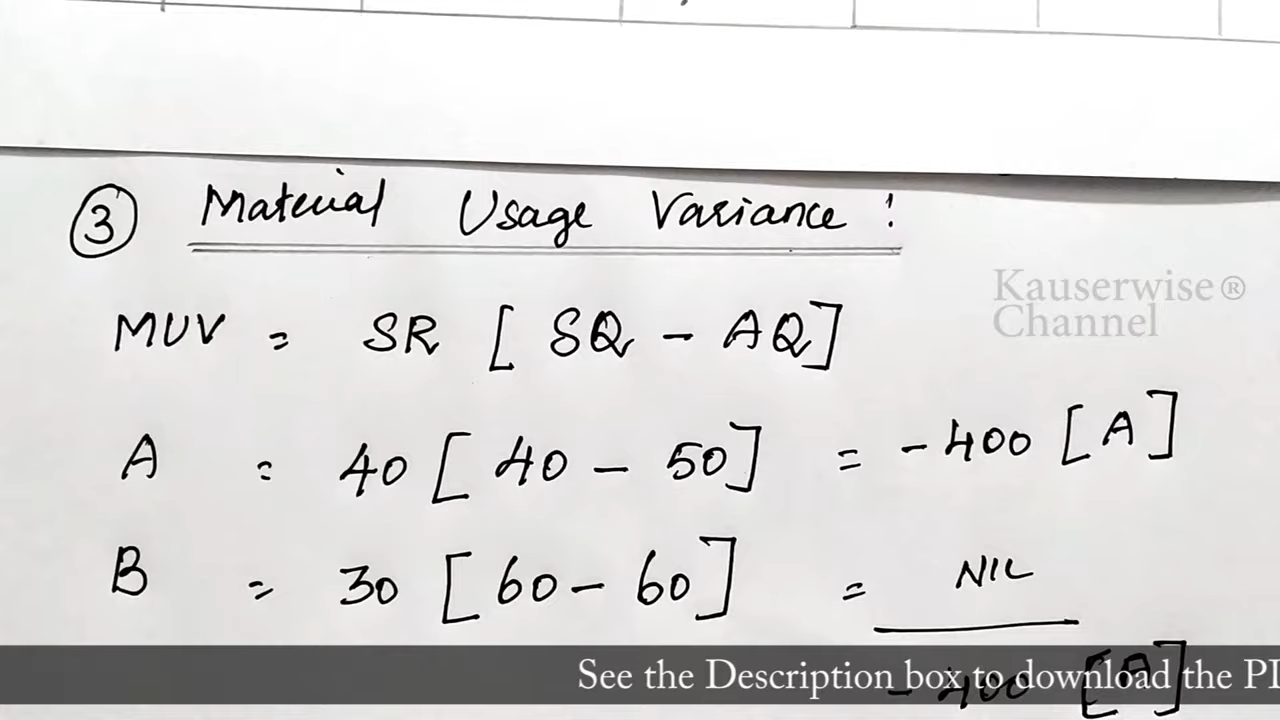 ③ Material Usage Variance :
Kauserwise®
Channel
MUV = SR [ SQ - AQ ]
A = 40 [ 40 - 50 ] = - 400 [ A ]
B = 30 [ 60 - 60 ] = NIL
- 400 [ A ]
See the Description box to download the PI